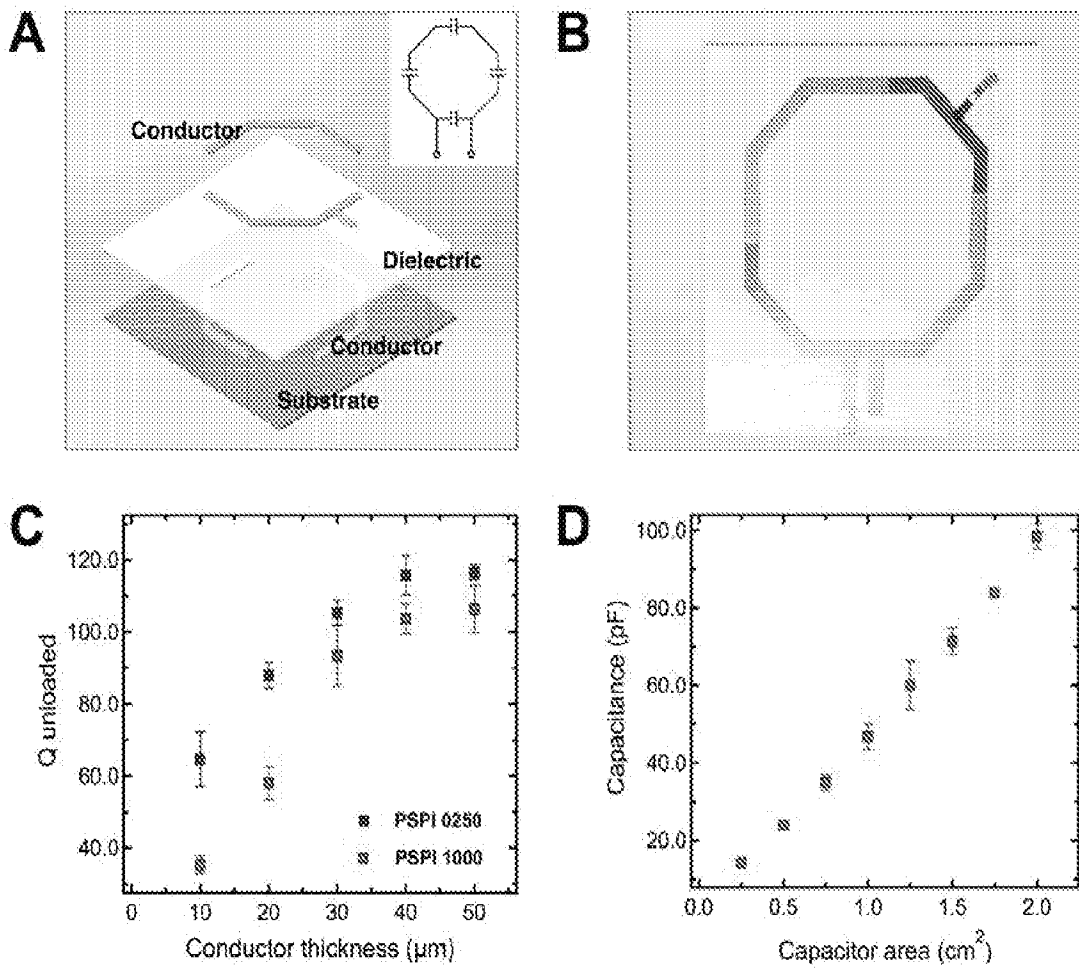 A
Conductor
Dielectric
Conductor
Substrate
B
C
Q unloaded
120.0
100.0
80.0
60.0
40.0
PSPI 0250
PSPI 1000
0 10 20 30 40 50
Conductor thickness (μm)
D
Capacitance (pF)
100.0
80.0
60.0
40.0
20.0
0.0 0.5 1.0 1.5 2.0
Capacitor area (cm²)